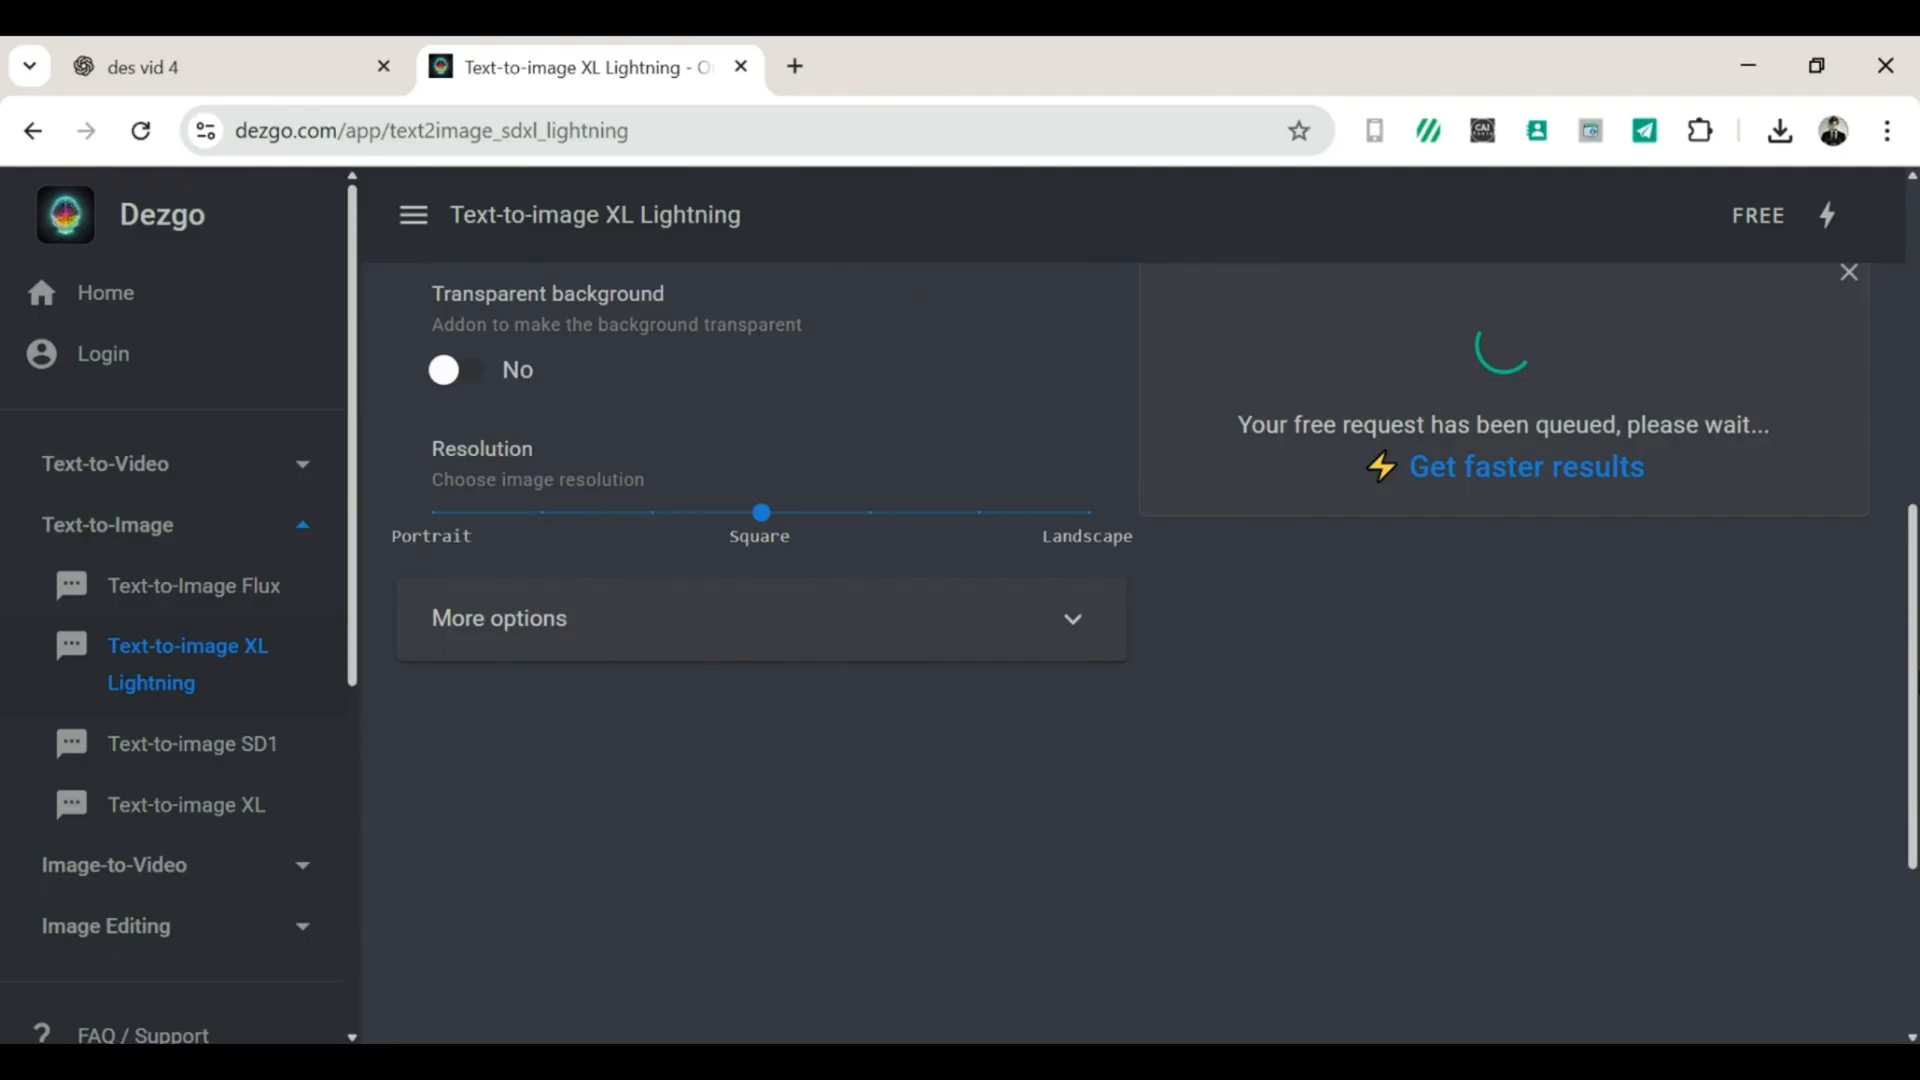 des vid 4
Text-to-image XL Lightning - O
dezgo.com/app/text2image_sdxl_lightning
CAI
Dezgo
Text-to-image XL Lightning
FREE
Home
Login
Text-to-Video
Text-to-Image
Text-to-Image Flux
Text-to-image XL
Lightning
Text-to-image SD1
Text-to-image XL
Image-to-Video
Image Editing
FAQ / Support
Transparent background
Addon to make the background transparent
No
Resolution
Choose image resolution
Portrait
Square
Landscape
More options
Your free request has been queued, please wait...
Get faster results